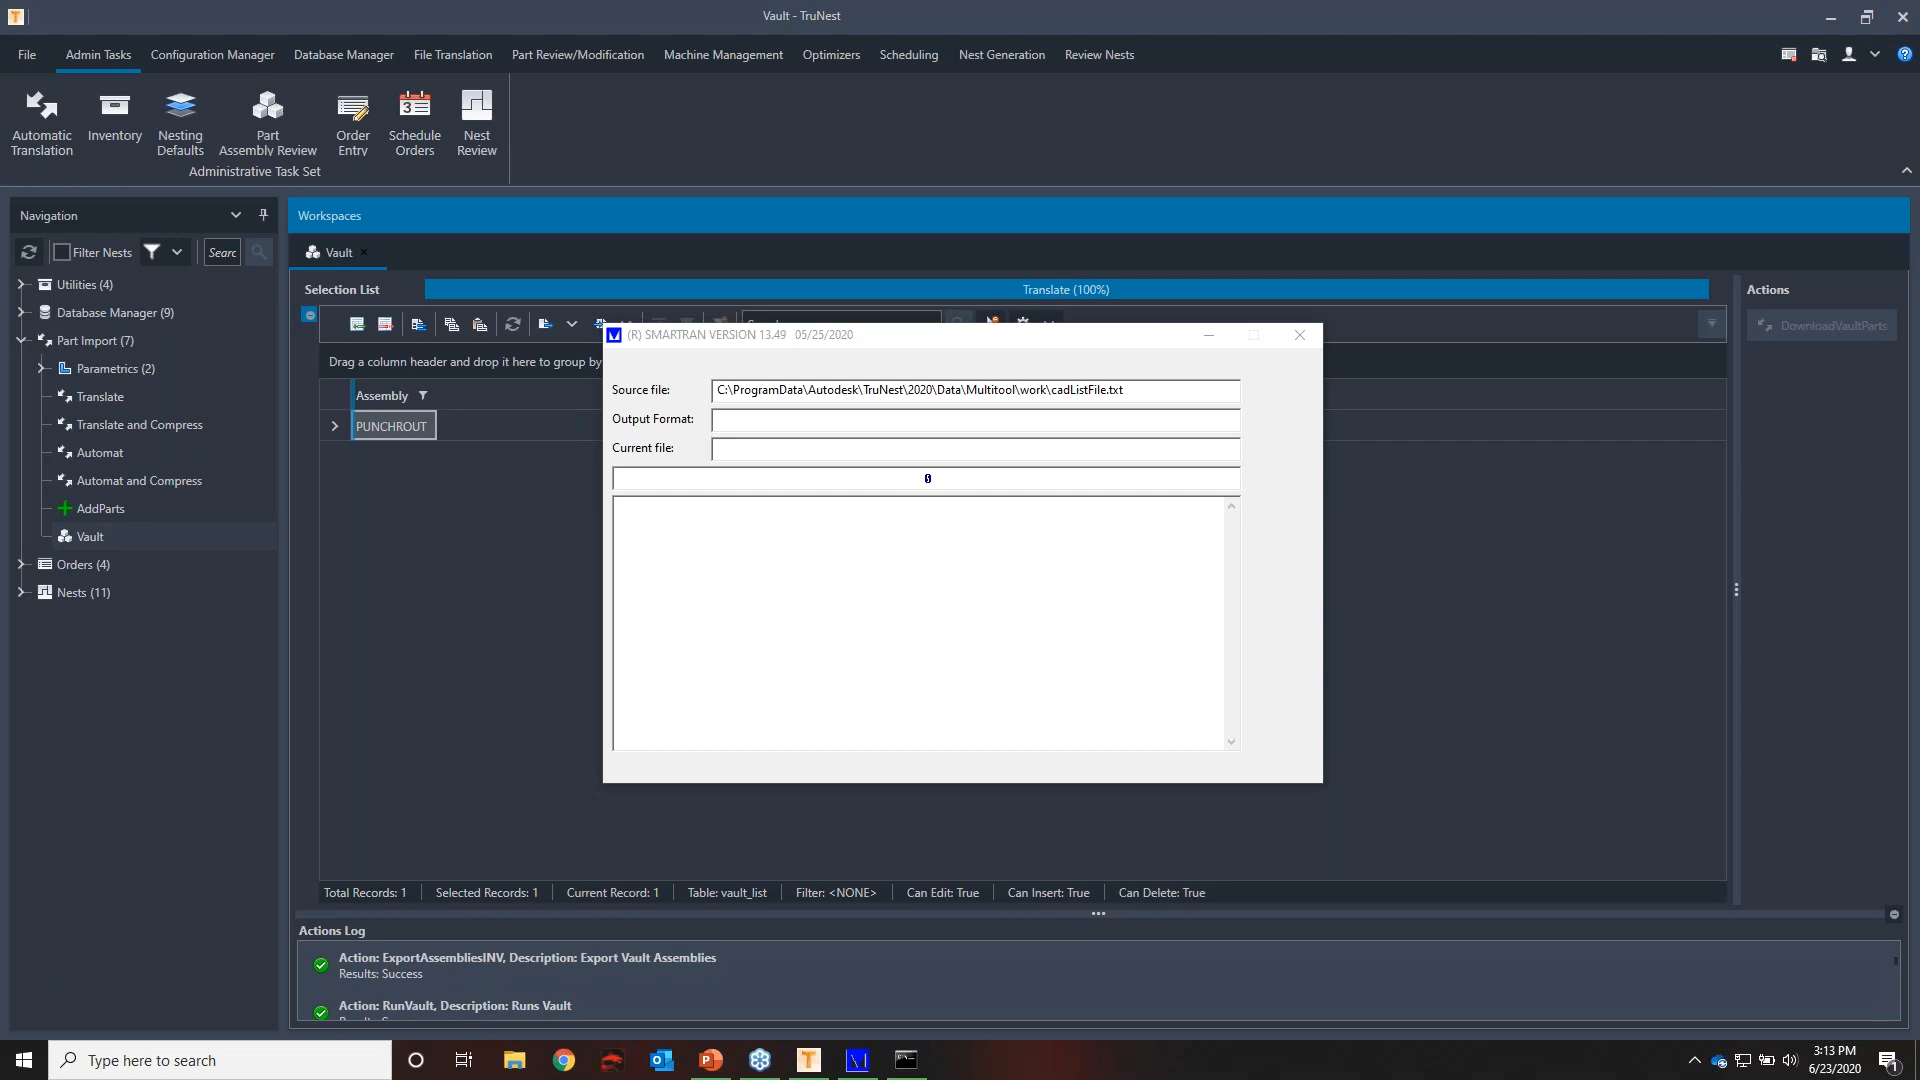 Vault - TruNest
File Admin Tasks Configuration Manager Database Manager File Translation Part Review/Modification Machine Management Optimizers Scheduling Nest Generation Review Nests
Automatic Translation
Inventory
Nesting Defaults
Part Assembly Review
Order Entry
3
Schedule Orders
Nest Review
Administrative Task Set
Navigation
Filter Nests
Searc
Utilities (4)
Database Manager (9)
Part Import (7)
Parametrics (2)
Translate
Translate and Compress
Automat
Automat and Compress
AddParts
Vault
Orders (4)
Nests (11)
Workspaces
Vault
Selection List
Translate (100%)
Drag a column header and drop it here to group by
Assembly
PUNCHROUT
(R) SMARTRAN VERSION 13.49 05/25/2020
Source file: C:\ProgramData\Autodesk\TruNest\2020\Data\Multitool\work\cadListFile.txt
Output Format:
Current file:
Actions
DownloadVaultParts
Total Records: 1 Selected Records: 1 Current Record: 1 Table: vault_list Filter: <NONE> Can Edit: True Can Insert: True Can Delete: True
Actions Log
Action: ExportAssembliesINV, Description: Export Vault Assemblies
Results: Success
Action: RunVault, Description: Runs Vault
Type here to search
3:13 PM
6/23/2020
1